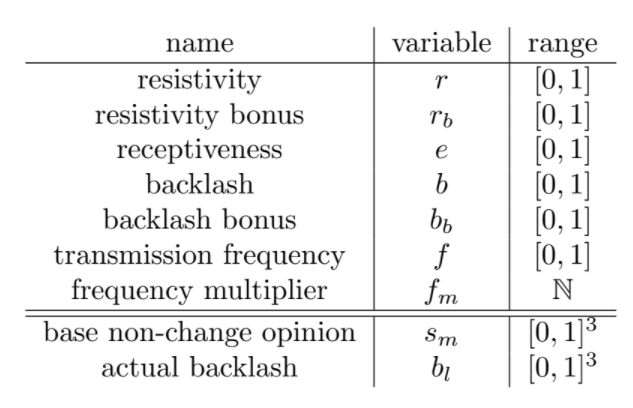 name variable range
resistivity r [0, 1]
resistivity bonus r_b [0, 1]
receptiveness e [0, 1]
backlash b [0, 1]
backlash bonus b_b [0, 1]
transmission frequency f [0, 1]
frequency multiplier f_m ℕ
base non-change opinion s_m [0, 1]^3
actual backlash b_l [0, 1]^3